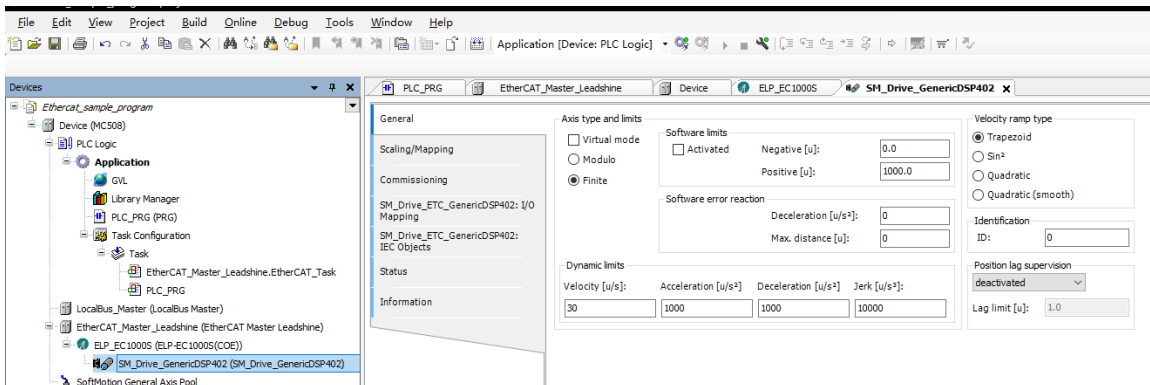 File Edit View Project Build Online Debug Tools Window Help
Application [Device: PLC Logic]
Devices
PLC_PRG EtherCAT_Master_Leadshine Device ELP_EC1000S SM_Drive_GenericDSP402
Ethercat_sample_program
Device (MC508)
PLC Logic
Application
GVL
Library Manager
PLC_PRG (PRG)
Task Configuration
Task
EtherCAT_Master_Leadshine.EtherCAT_Task
PLC_PRG
LocalBus_Master (LocalBus Master)
EtherCAT_Master_Leadshine (EtherCAT Master Leadshine)
ELP_EC1000S (ELP-EC1000S(COE))
SM_Drive_GenericDSP402 (SM_Drive_GenericDSP402)
SoftMotion General Axis Pool
General
Scaling/Mapping
Commissioning
SM_Drive_ETC_GenericDSP402: I/O
Mapping
SM_Drive_ETC_GenericDSP402:
IEC Objects
Status
Information
Axis type and limits
Virtual mode
Modulo
Finite
Software limits
Activated Negative [u]: 0.0
Positive [u]: 1000.0
Software error reaction
Deceleration [u/s²]: 0
Max. distance [u]: 0
Dynamic limits
Velocity [u/s]: Acceleration [u/s²] Deceleration [u/s²] Jerk [u/s³]:
30 1000 1000 10000
Velocity ramp type
Trapezoid
Sin²
Quadratic
Quadratic (smooth)
Identification
ID: 0
Position lag supervision
deactivated
Lag limit [u]: 1.0